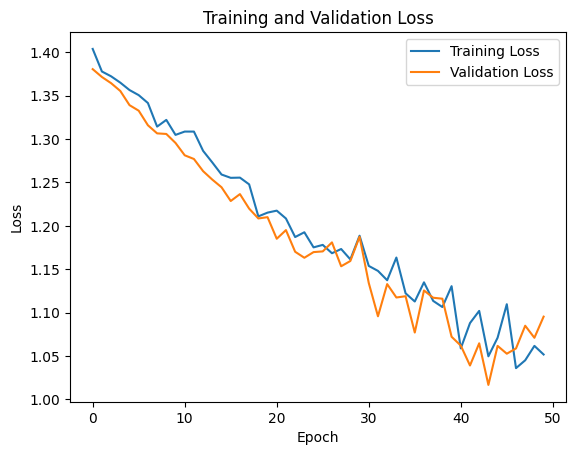 Training and Validation Loss
Training Loss
Validation Loss
Loss
1.40
1.35
1.30
1.25
1.20
1.15
1.10
1.05
1.00
0 10 20 30 40 50
Epoch